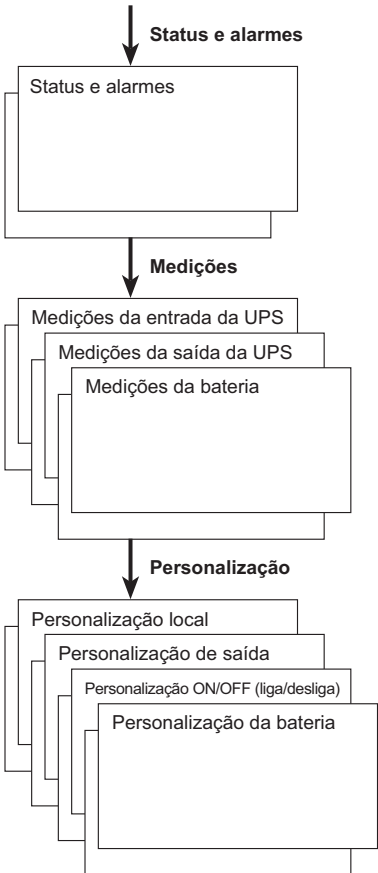 Status e alarmes
Status e alarmes
Medições
Medições da entrada da UPS
Medições da saída da UPS
Medições da bateria
Personalização
Personalização local
Personalização de saída
Personalização ON/OFF (liga/desliga)
Personalização da bateria